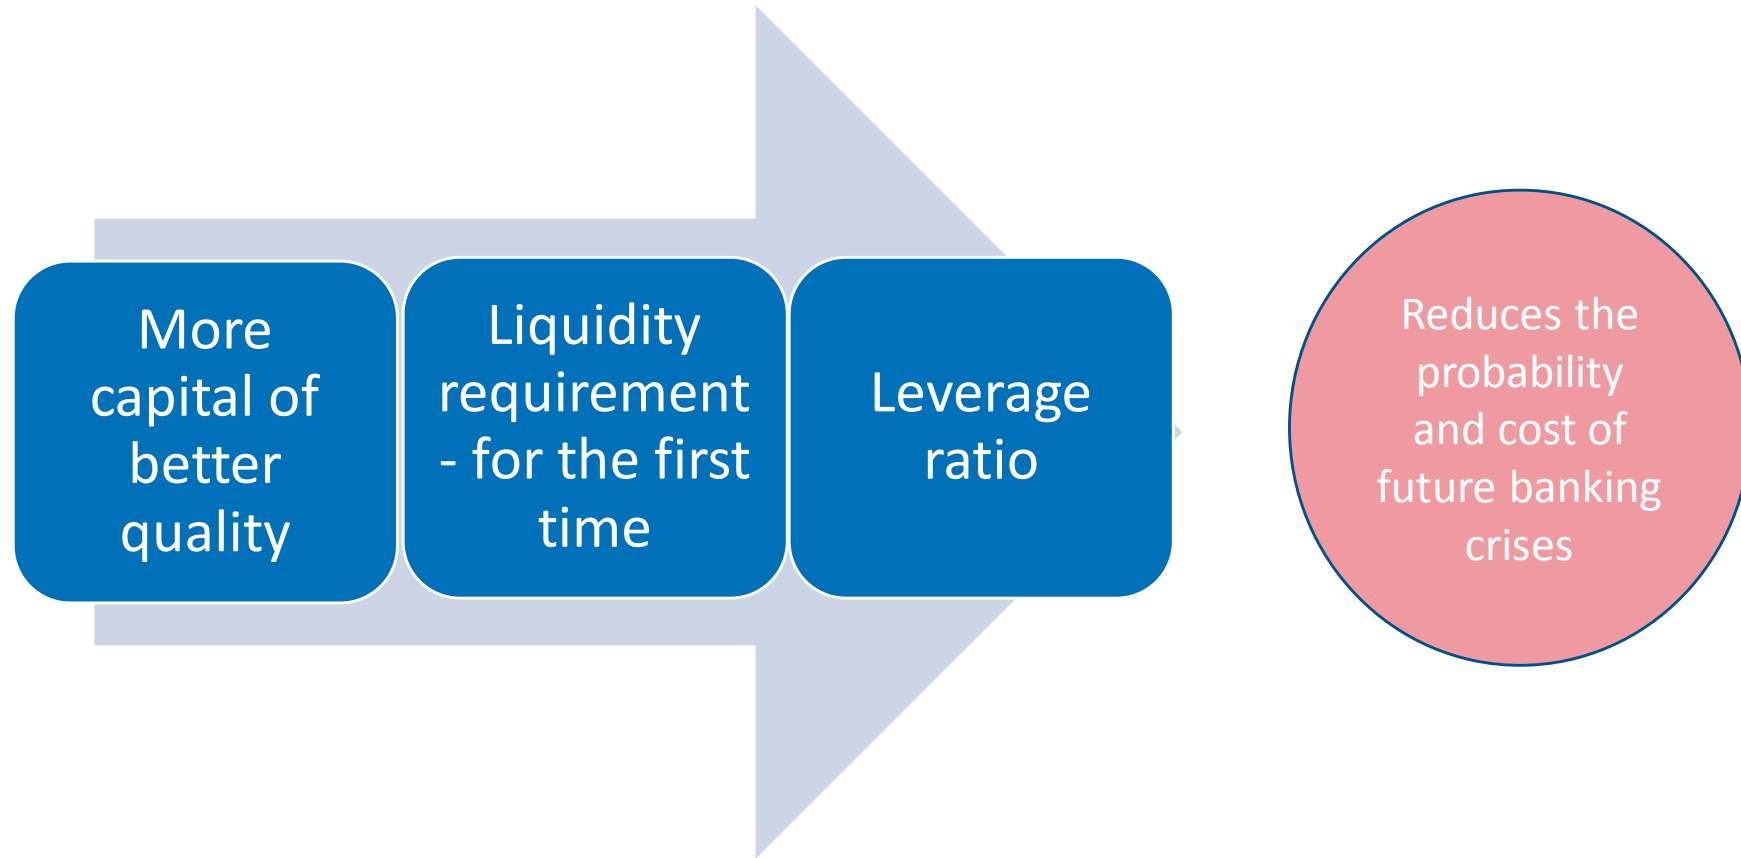 More
capital of
better
quality
Liquidity
requirement
- for the first
time
Leverage
ratio
Reduces the
probability
and cost of
future banking
crises